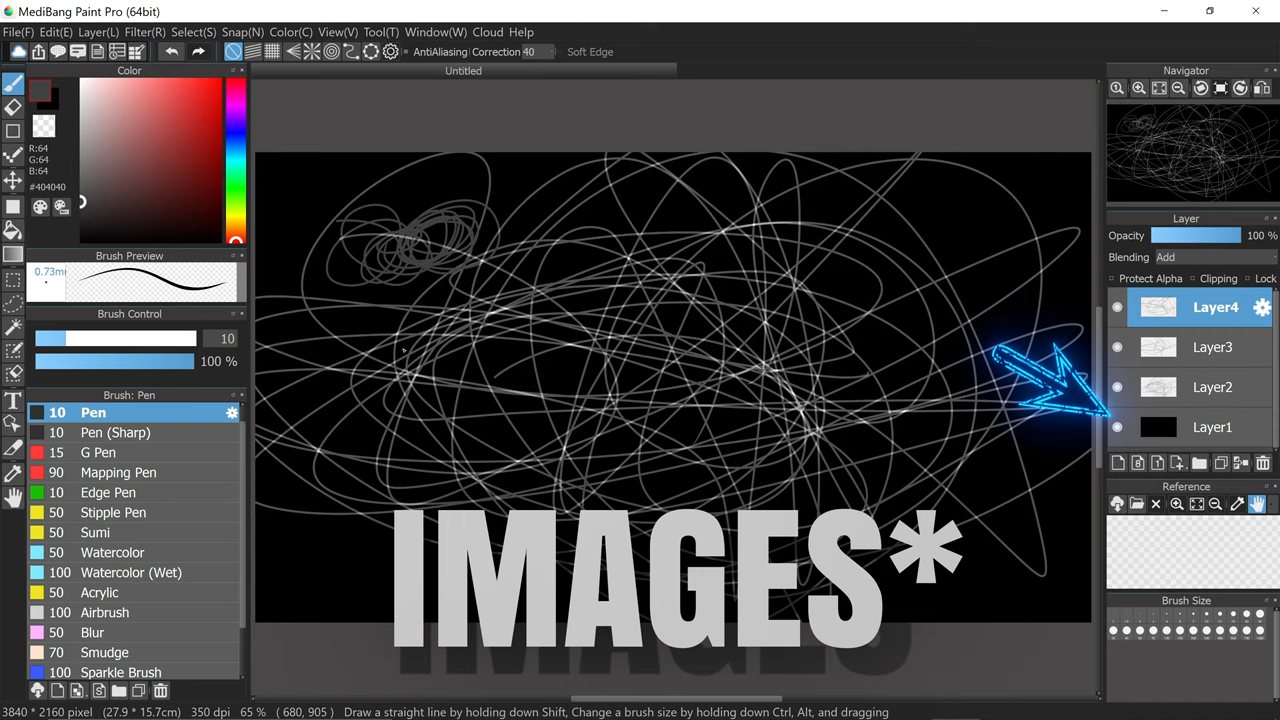 MediBang Paint Pro (64bit)
File(F) Edit(E) Layer(L) Filter(R) Select(S) Snap(N) Color(C) View(V) Tool(T) Window(W) Cloud Help
AntiAliasing Correction 40 Soft Edge
Color
R:64
G:64
B:64
#404040
Brush Preview
0.73m
Brush Control
10
100 %
Brush: Pen
10 Pen
10 Pen (Sharp)
15 G Pen
90 Mapping Pen
10 Edge Pen
50 Stipple Pen
50 Sumi
50 Watercolor
100 Watercolor (Wet)
50 Acrylic
100 Airbrush
50 Blur
70 Smudge
100 Sparkle Brush
Untitled
IMAGES*
Navigator
Layer
Opacity 100 %
Blending Add
Protect Alpha Clipping Lock
Layer4
Layer3
Layer2
Layer1
Reference
Brush Size
3840 * 2160 pixel (27.9 * 15.7cm) 350 dpi 65 % ( 680, 905 ) Draw a straight line by holding down Shift, Change a brush size by holding down Ctrl, Alt, and dragging